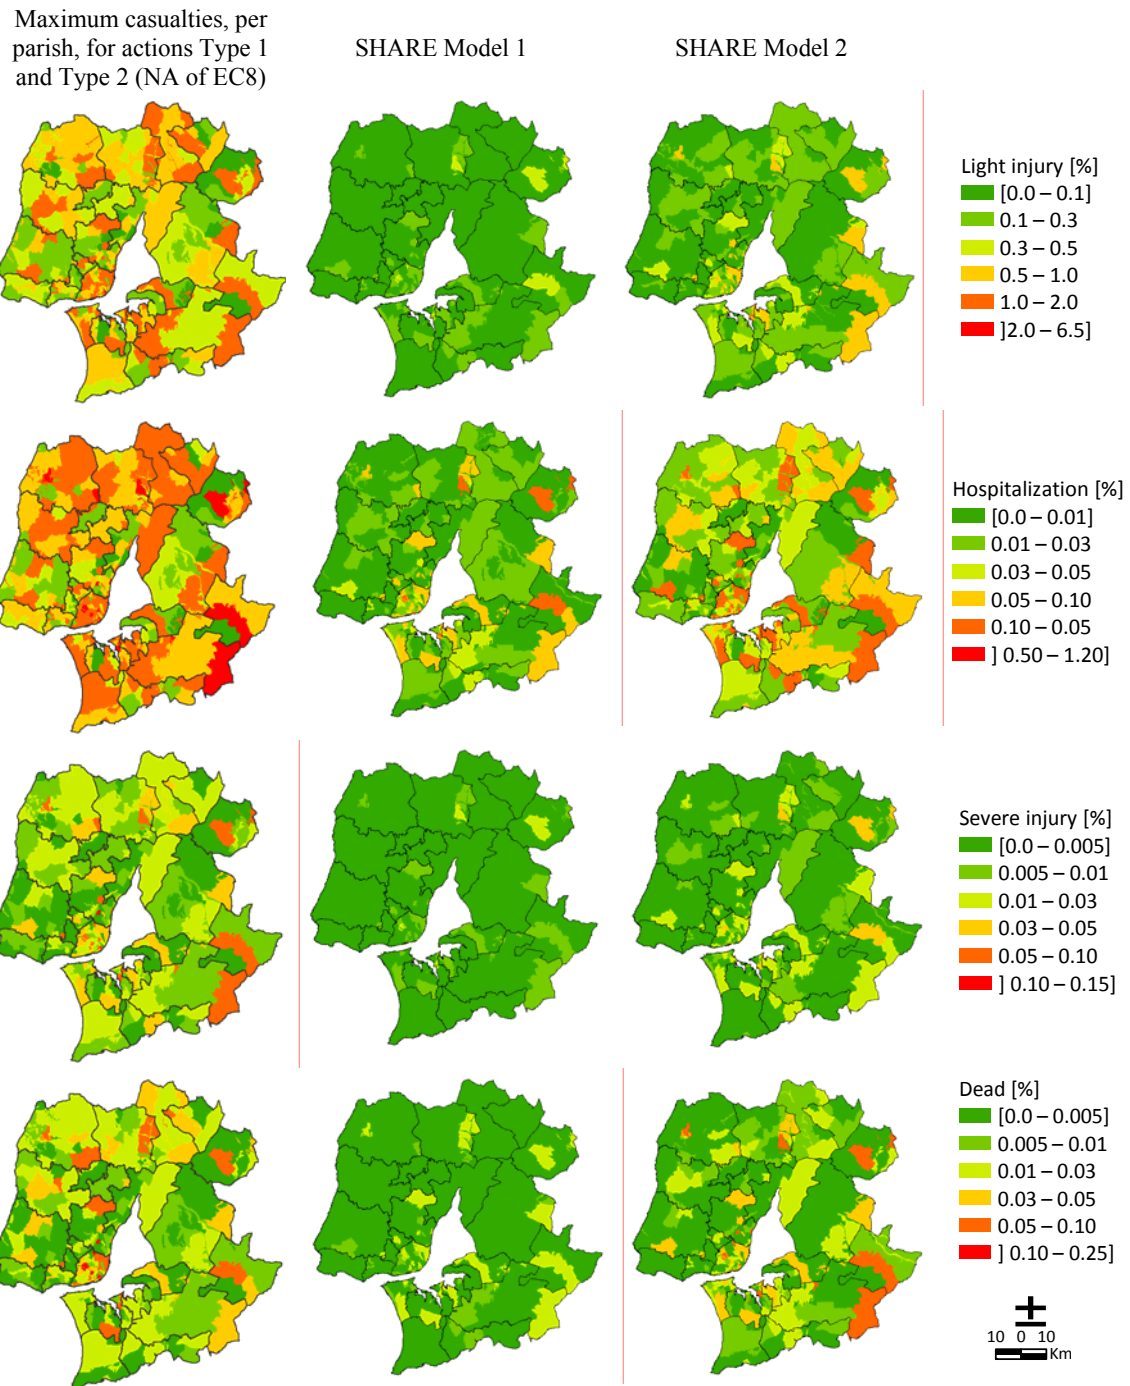 Maximum casualties, per
parish, for actions Type 1
and Type 2 (NA of EC8)
SHARE Model 1
SHARE Model 2
Light injury [%]
[0.0 – 0.1]
0.1 – 0.3
0.3 – 0.5
0.5 – 1.0
1.0 – 2.0
]2.0 – 6.5]
Hospitalization [%]
[0.0 – 0.01]
0.01 – 0.03
0.03 – 0.05
0.05 – 0.10
0.10 – 0.05
] 0.50 – 1.20]
Severe injury [%]
[0.0 – 0.005]
0.005 – 0.01
0.01 – 0.03
0.03 – 0.05
0.05 – 0.10
] 0.10 – 0.15]
Dead [%]
[0.0 – 0.005]
0.005 – 0.01
0.01 – 0.03
0.03 – 0.05
0.05 – 0.10
] 0.10 – 0.25]
10 0 10
Km